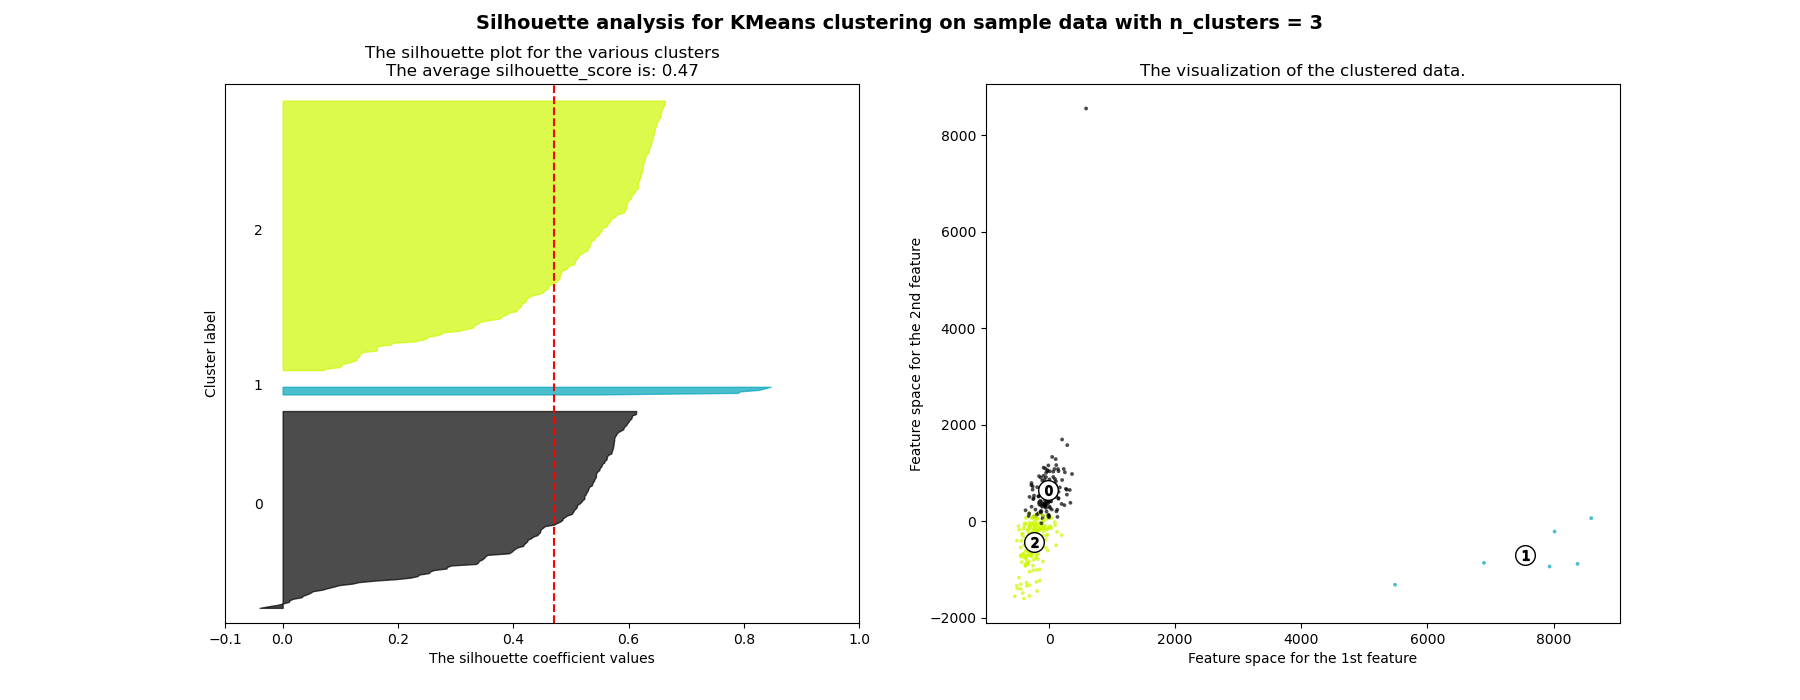 Silhouette analysis for KMeans clustering on sample data with n_clusters = 3
The silhouette plot for the various clusters
The average silhouette_score is: 0.47
Cluster label
2
1
0
−0.1 0.0 0.2 0.4 0.6 0.8 1.0
The silhouette coefficient values
The visualization of the clustered data.
Feature space for the 2nd feature
8000
6000
4000
2000
0
−2000
0
2
1
0 2000 4000 6000 8000
Feature space for the 1st feature